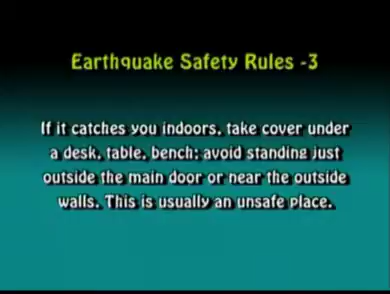 Earthquake Safety Rules -3
If it catches you indoors, take cover under
a desk, table, bench; avoid standing just
outside the main door or near the outside
walls. This is usually an unsafe place.